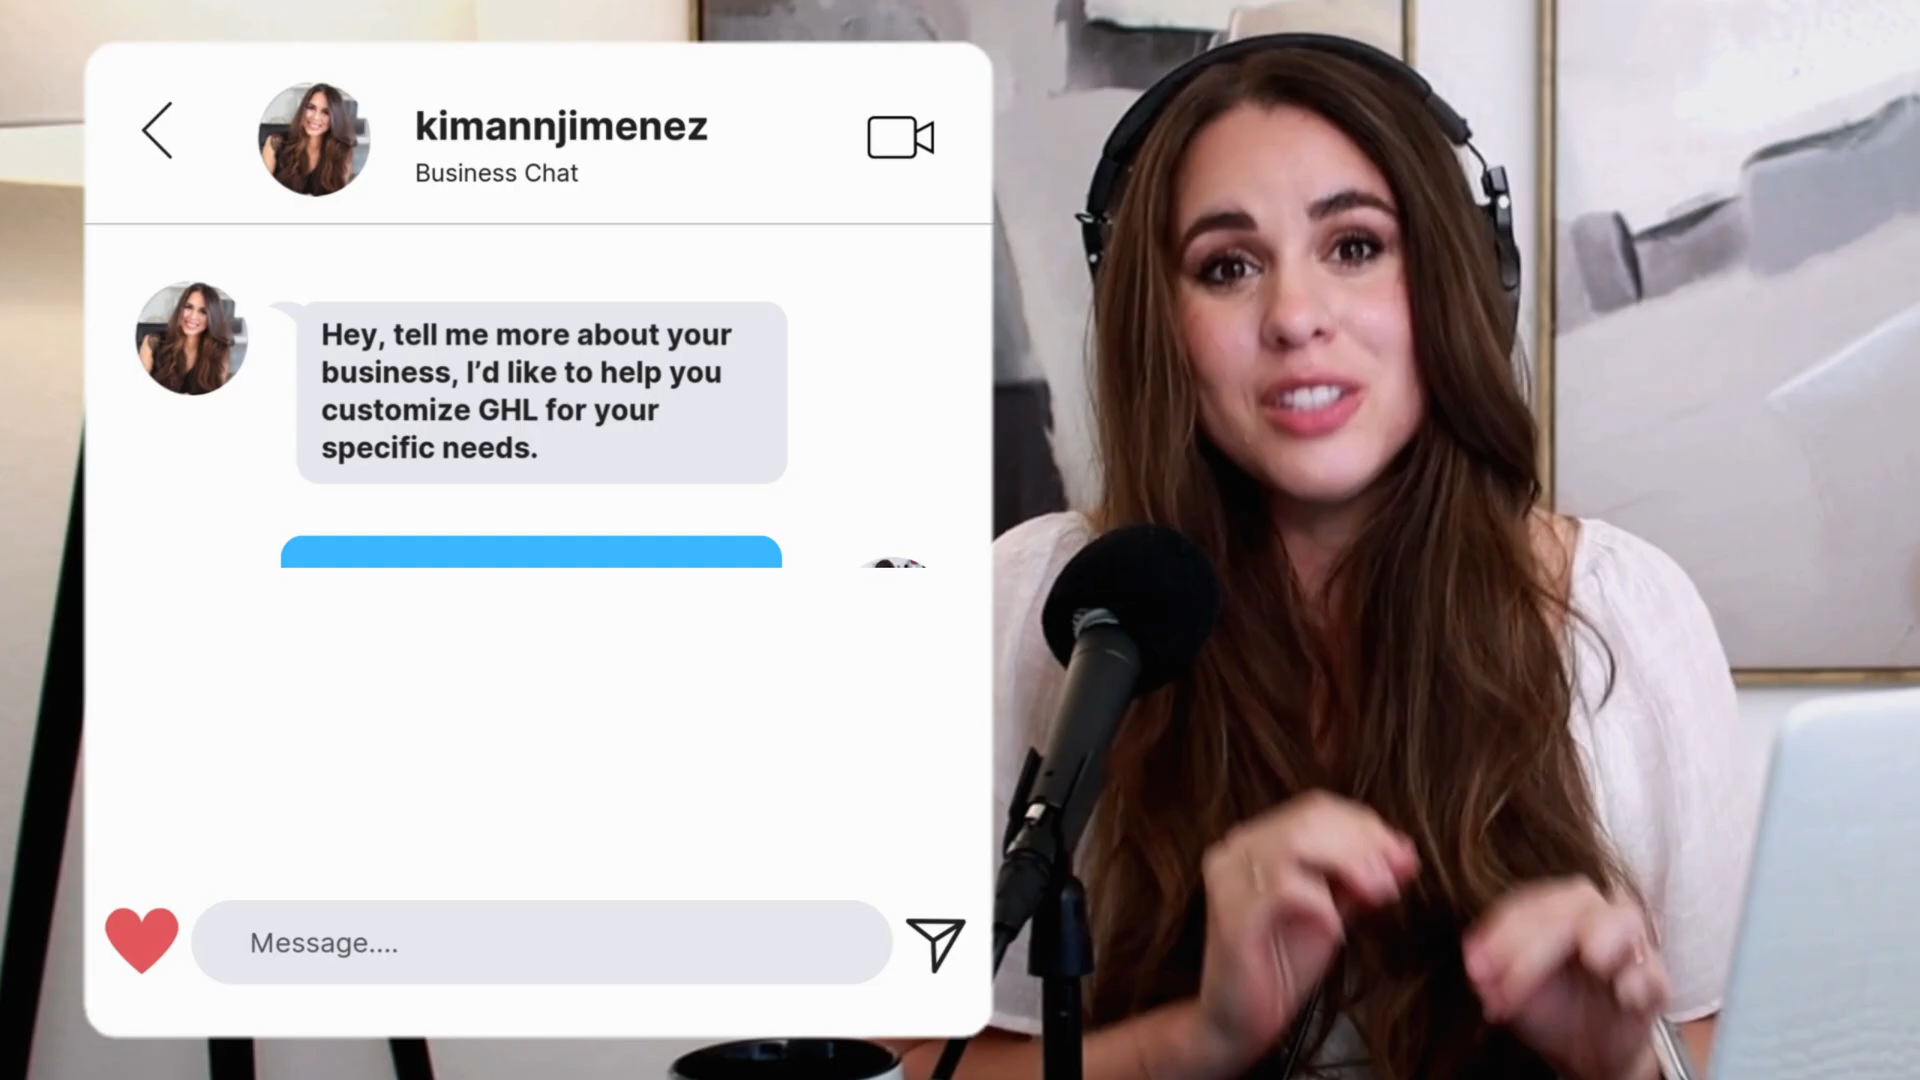 kimannjimenez
Business Chat
Hey, tell me more about your
business, I’d like to help you
customize GHL for your
specific needs.
Message....